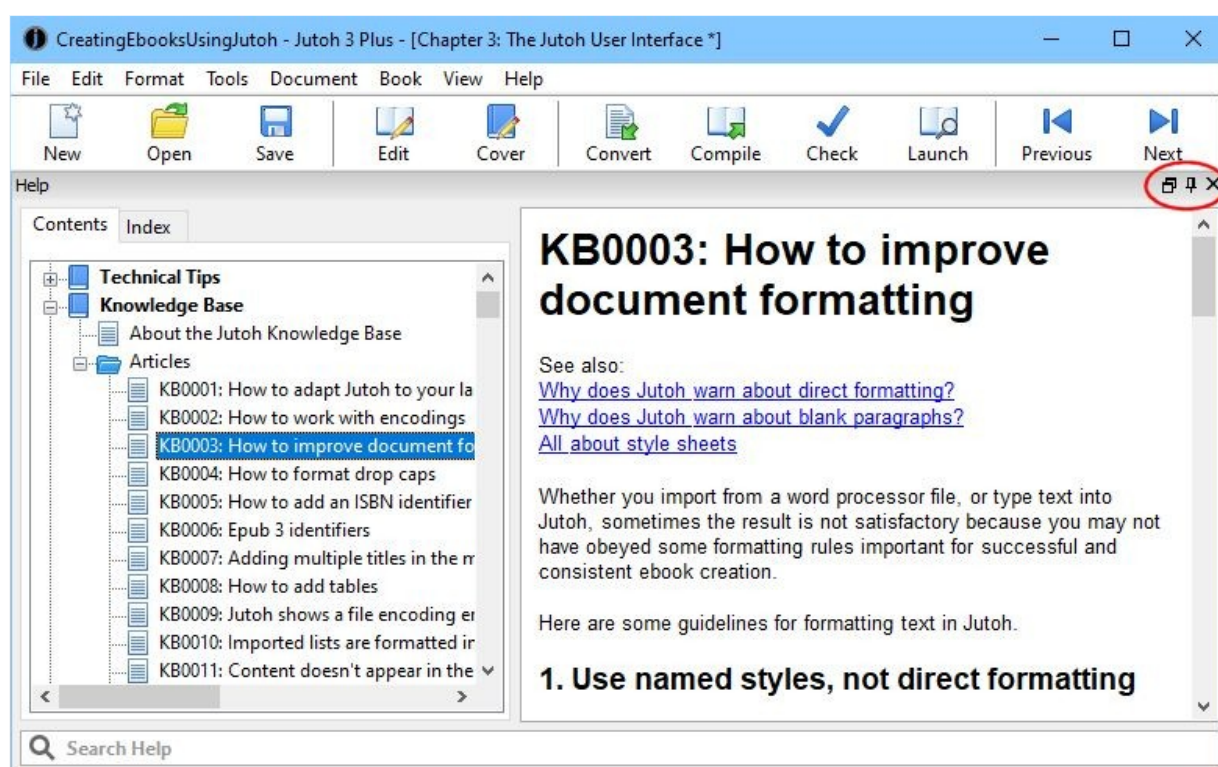 CreatingEbooksUsingJutoh - Jutoh 3 Plus - [Chapter 3: The Jutoh User Interface *]
File Edit Format Tools Document Book View Help
New Open Save Edit Cover Convert Compile Check Launch Previous Next
Help
Contents Index
Technical Tips
Knowledge Base
About the Jutoh Knowledge Base
Articles
KB0001: How to adapt Jutoh to your la
KB0002: How to work with encodings
KB0003: How to improve document fo
KB0004: How to format drop caps
KB0005: How to add an ISBN identifier
KB0006: Epub 3 identifiers
KB0007: Adding multiple titles in the m
KB0008: How to add tables
KB0009: Jutoh shows a file encoding er
KB0010: Imported lists are formatted in
KB0011: Content doesn't appear in the
KB0003: How to improve
document formatting
See also:
Why does Jutoh warn about direct formatting?
Why does Jutoh warn about blank paragraphs?
All about style sheets
Whether you import from a word processor file, or type text into
Jutoh, sometimes the result is not satisfactory because you may not
have obeyed some formatting rules important for successful and
consistent ebook creation.
Here are some guidelines for formatting text in Jutoh.
1. Use named styles, not direct formatting
Search Help